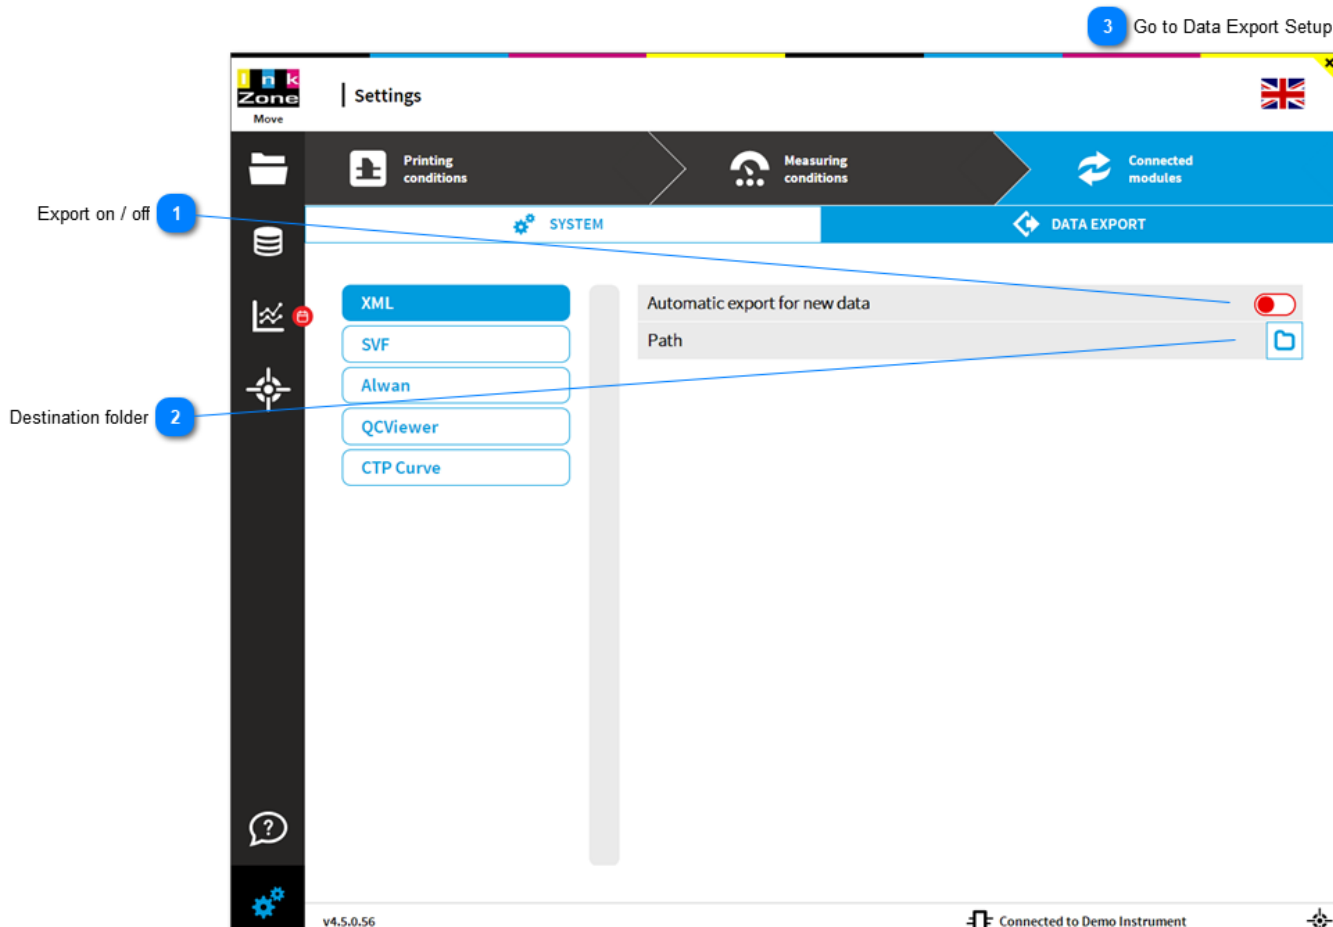 3 Go to Data Export Setup
Ink
Zone
Move
Settings
Printing
conditions
Measuring
conditions
Connected
modules
Export on / off 1
SYSTEM
DATA EXPORT
XML
Automatic export for new data
SVF
Path
Alwan
Destination folder 2
QCViewer
CTP Curve
?
v4.5.0.56
Connected to Demo Instrument